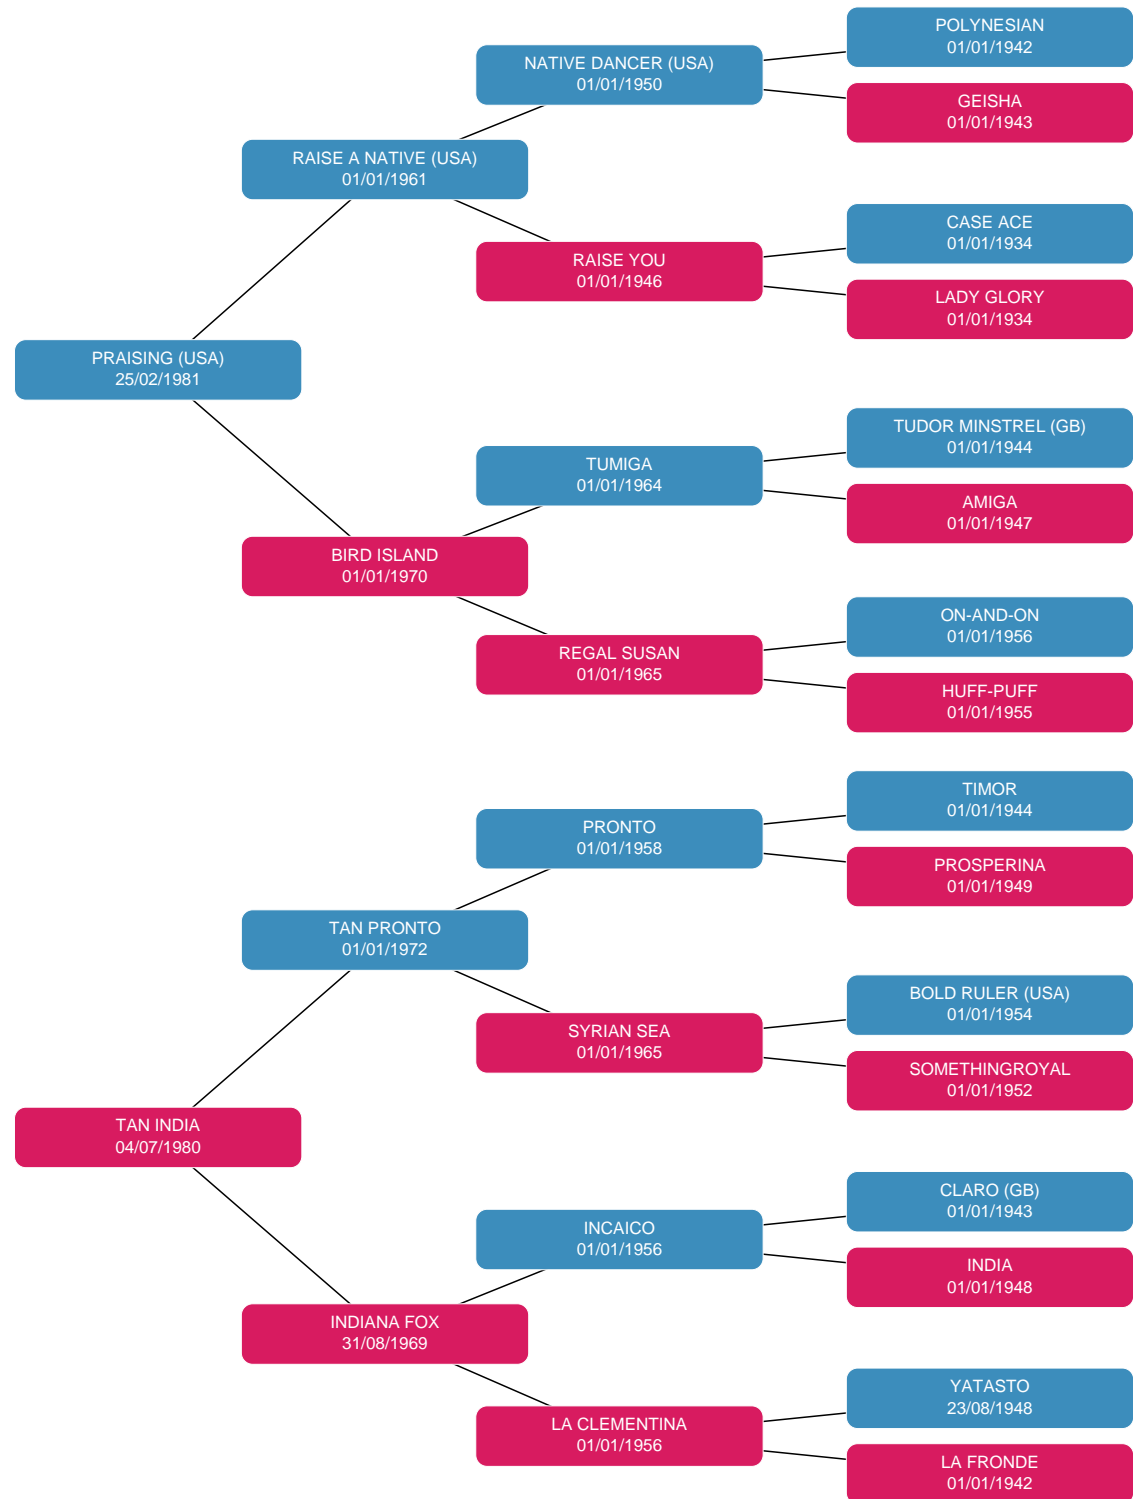 POLYNESIAN
01/01/1942
NATIVE DANCER (USA)
01/01/1950
GEISHA
01/01/1943
RAISE A NATIVE (USA)
01/01/1961
CASE ACE
01/01/1934
RAISE YOU
01/01/1946
LADY GLORY
01/01/1934
PRAISING (USA)
25/02/1981
TUDOR MINSTREL (GB)
01/01/1944
TUMIGA
01/01/1964
AMIGA
01/01/1947
BIRD ISLAND
01/01/1970
ON-AND-ON
01/01/1956
REGAL SUSAN
01/01/1965
HUFF-PUFF
01/01/1955
TIMOR
01/01/1944
PRONTO
01/01/1958
PROSPERINA
01/01/1949
TAN PRONTO
01/01/1972
BOLD RULER (USA)
01/01/1954
SYRIAN SEA
01/01/1965
SOMETHINGROYAL
01/01/1952
TAN INDIA
04/07/1980
CLARO (GB)
01/01/1943
INCAICO
01/01/1956
INDIA
01/01/1948
INDIANA FOX
31/08/1969
YATASTO
23/08/1948
LA CLEMENTINA
01/01/1956
LA FRONDE
01/01/1942